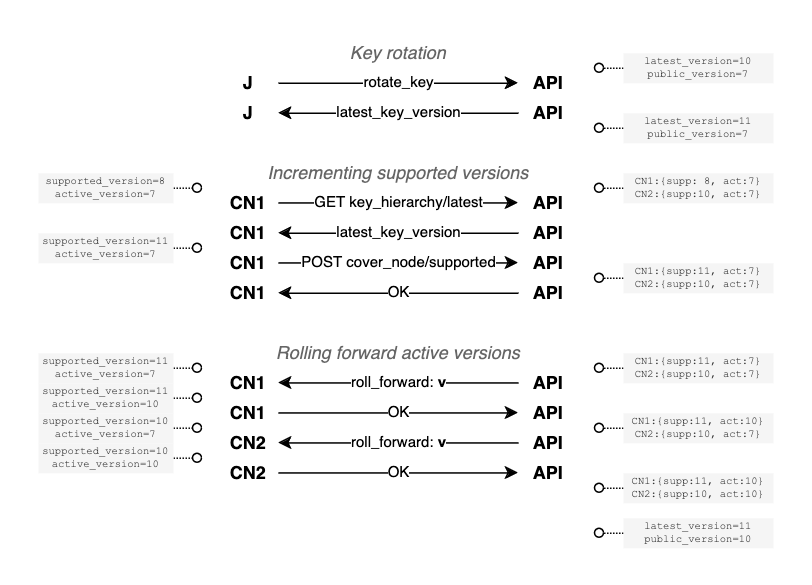 Key rotation
J rotate_key API
latest_version=10
public_version=7
J latest_key_version API
latest_version=11
public_version=7
Incrementing supported versions
supported_version=8
active_version=7
CN1:{supp: 8, act:7}
CN2:{supp:10, act:7}
CN1 GET key_hierarchy/latest API
CN1 latest_key_version API
supported_version=11
active_version=7
CN1 POST cover_node/supported API
CN1:{supp:11, act:7}
CN2:{supp:10, act:7}
CN1 OK API
Rolling forward active versions
supported_version=11
active_version=7
CN1:{supp:11, act:7}
CN2:{supp:10, act:7}
CN1 roll_forward: v API
supported_version=11
active_version=10
CN1 OK API
supported_version=10
active_version=7
CN1:{supp:11, act:10}
CN2:{supp:10, act:7}
CN2 roll_forward: v API
supported_version=10
active_version=10
CN2 OK API
CN1:{supp:11, act:10}
CN2:{supp:10, act:10}
latest_version=11
public_version=10